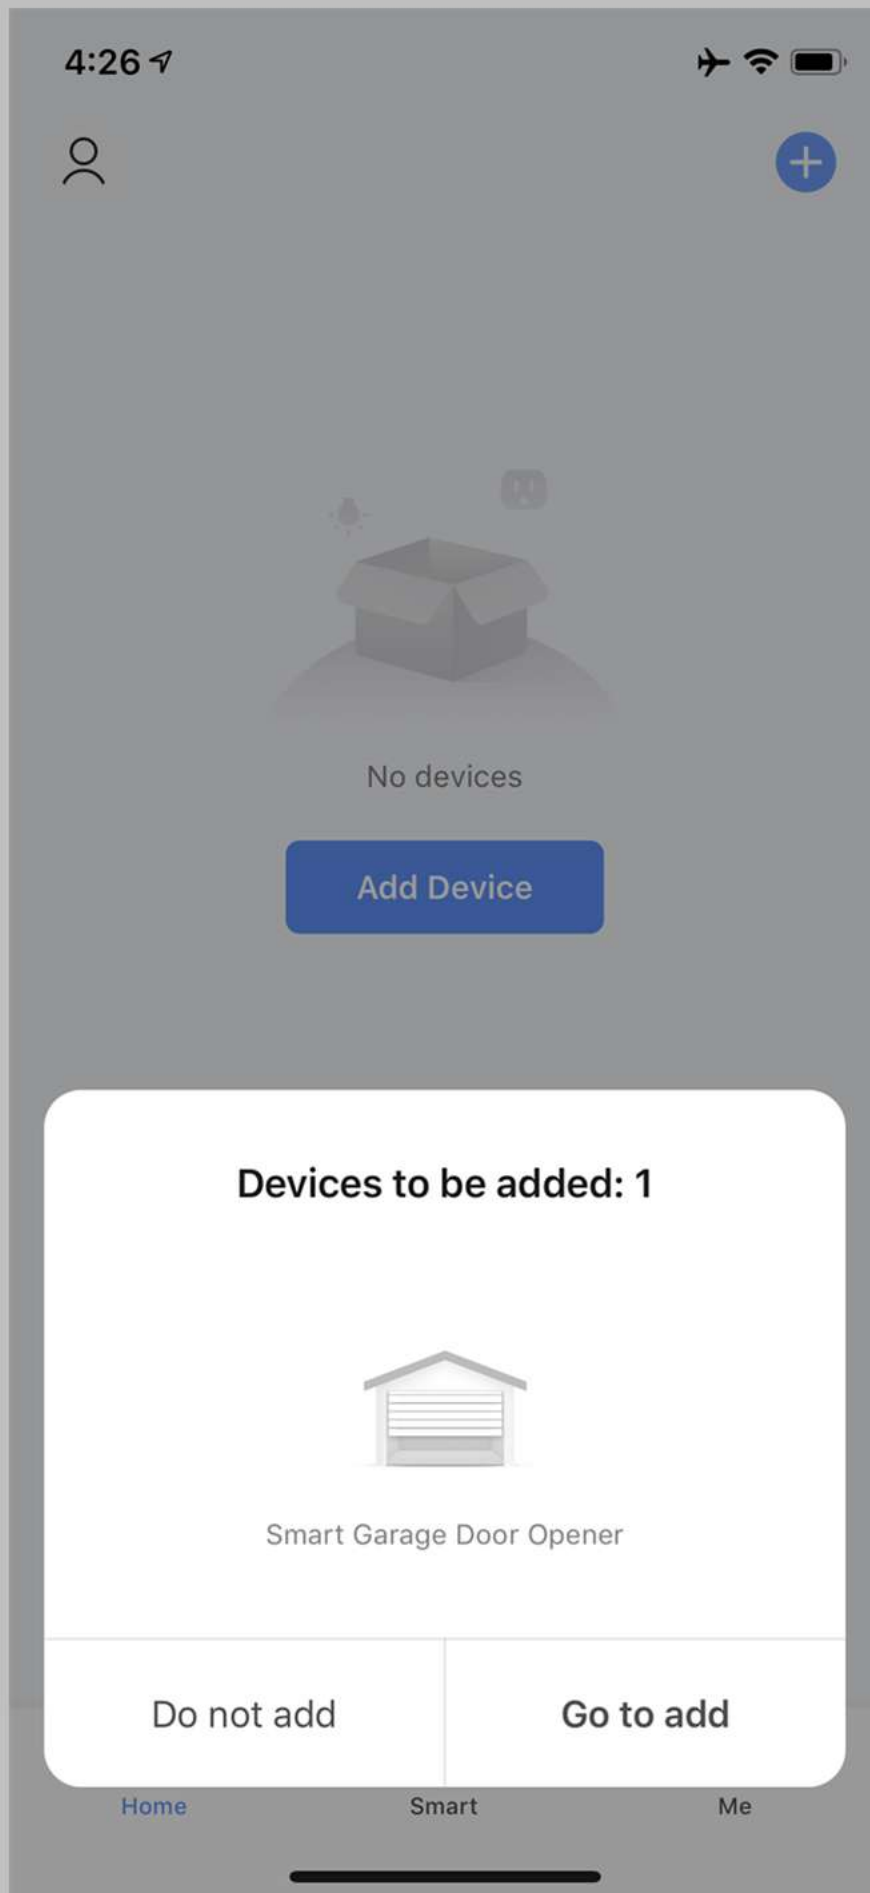 4:26
No devices
Add Device
Devices to be added: 1
Smart Garage Door Opener
Do not add
Go to add
Home
Smart
Me